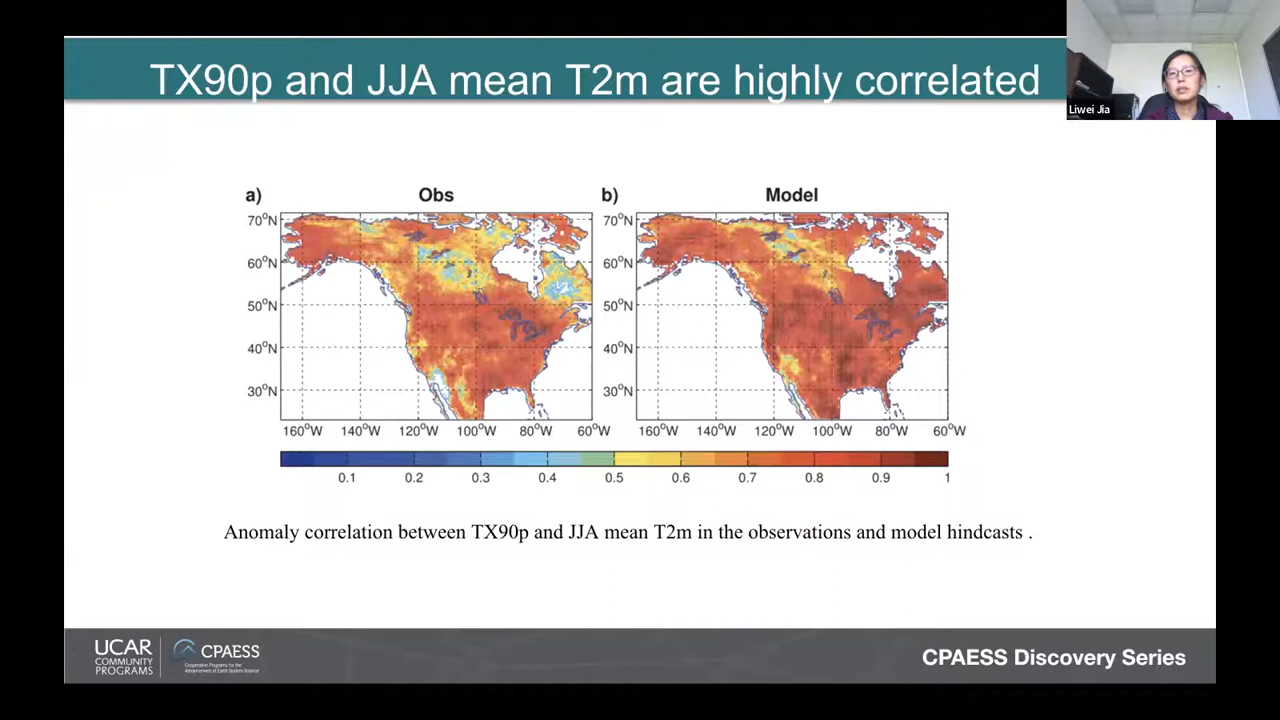 TX90p and JJA mean T2m are highly correlated
Liwei Jia
a) Obs b) Model
70°N 70°N
60°N 60°N
50°N 50°N
40°N 40°N
30°N 30°N
160°W 140°W 120°W 100°W 80°W 60°W 160°W 140°W 120°W 100°W 80°W 60°W
0.1 0.2 0.3 0.4 0.5 0.6 0.7 0.8 0.9 1
Anomaly correlation between TX90p and JJA mean T2m in the observations and model hindcasts .
UCAR
COMMUNITY
PROGRAMS
CPAESS
Cooperative Programs for the
Advancement of Earth System Science
CPAESS Discovery Series